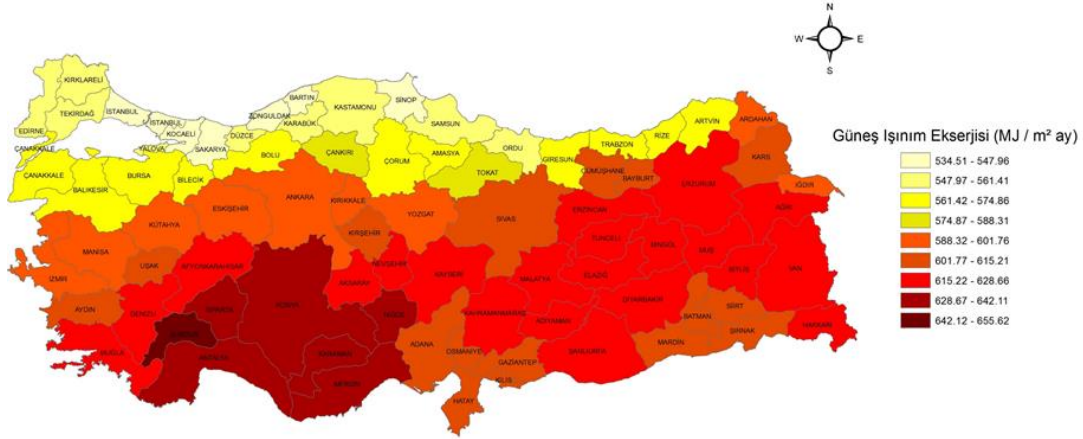 N
W E
S
KIRKLARELİ
EDİRNE
TEKİRDAĞ
İSTANBUL
İSTANBUL
KOCAELİ
YALOVA
SAKARYA
DÜZCE
ZONGULDAK
BARTIN
KARABÜK
KASTAMONU
SİNOP
SAMSUN
ORDU
GİRESUN
TRABZON
RİZE
ARTVİN
ARDAHAN
KARS
IĞDIR
ÇANAKKALE
ÇANAKKALE
BALIKESİR
BURSA
BİLECİK
BOLU
ÇANKIRI
ÇORUM
AMASYA
TOKAT
GÜMÜŞHANE
BAYBURT
ERZURUM
AĞRI
ESKİŞEHİR
ANKARA
KIRIKKALE
YOZGAT
SİVAS
ERZİNCAN
TUNCELİ
BİNGÖL
MUŞ
BİTLİS
VAN
KÜTAHYA
MANİSA
İZMİR
UŞAK
AFYONKARAHİSAR
KIRŞEHİR
NEVŞEHİR
AKSARAY
KAYSERİ
MALATYA
ELAZIĞ
DİYARBAKIR
BATMAN
SİİRT
ŞIRNAK
HAKKARİ
MARDİN
AYDIN
DENİZLİ
MUĞLA
BURDUR
ISPARTA
ANTALYA
KONYA
KARAMAN
MERSİN
NİĞDE
ADANA
OSMANİYE
KAHRAMANMARAŞ
ADIYAMAN
GAZİANTEP
KİLİS
HATAY
ŞANLIURFA
Güneş Işınım Ekserjisi (MJ / m² ay)
534.51 - 547.96
547.97 - 561.41
561.42 - 574.86
574.87 - 588.31
588.32 - 601.76
601.77 - 615.21
615.22 - 628.66
628.67 - 642.11
642.12 - 655.62